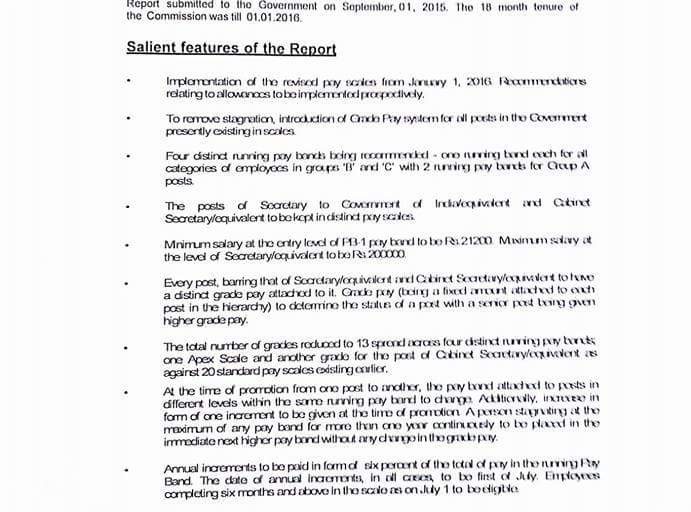 Report submitted to the Government on September, 01, 2015. The 18 month tenure of
the Commission was till 01.01.2016.
Salient features of the Report
• Implementation of the revised pay scales from January 1, 2016. Recommendations
relating to allowances to be implemented prospectively.
• To remove stagnation, introduction of Grade Pay system for all posts in the Government
presently existing in scales.
• Four distinct running pay bands being recommended - one running band each for all
categories of employees in groups 'B' and 'C' with 2 running pay bands for Group A
posts.
• The posts of Secretary to Government of India/equivalent and Cabinet
Secretary/equivalent to be kept in distinct pay scales.
• Minimum salary at the entry level of PB-1 pay band to be Rs.21200. Maximum salary at
the level of Secretary/equivalent to be Rs.200000.
• Every post, barring that of Secretary/equivalent and Cabinet Secretary/equivalent to have
a distinct grade pay attached to it. Grade pay (being a fixed amount attached to each
post in the hierarchy) to determine the status of a post with a senior post being given
higher grade pay.
• The total number of grades reduced to 13 spread across four distinct running pay bands;
one Apex Scale and another grade for the post of Cabinet Secretary/equivalent as
against 20 standard pay scales existing earlier.
• At the time of promotion from one post to another, the pay band attached to posts in
different levels within the same running pay band to change. Additionally, increase in
form of one increment to be given at the time of promotion. A person stagnating at the
maximum of any pay band for more than one year continuously to be placed in the
immediate next higher pay band without any change in the grade pay.
• Annual increments to be paid in form of six percent of the total of pay in the running Pay
Band. The date of annual increments, in all cases, to be first of July. Employees
completing six months and above in the scale as on July 1 to be eligible.